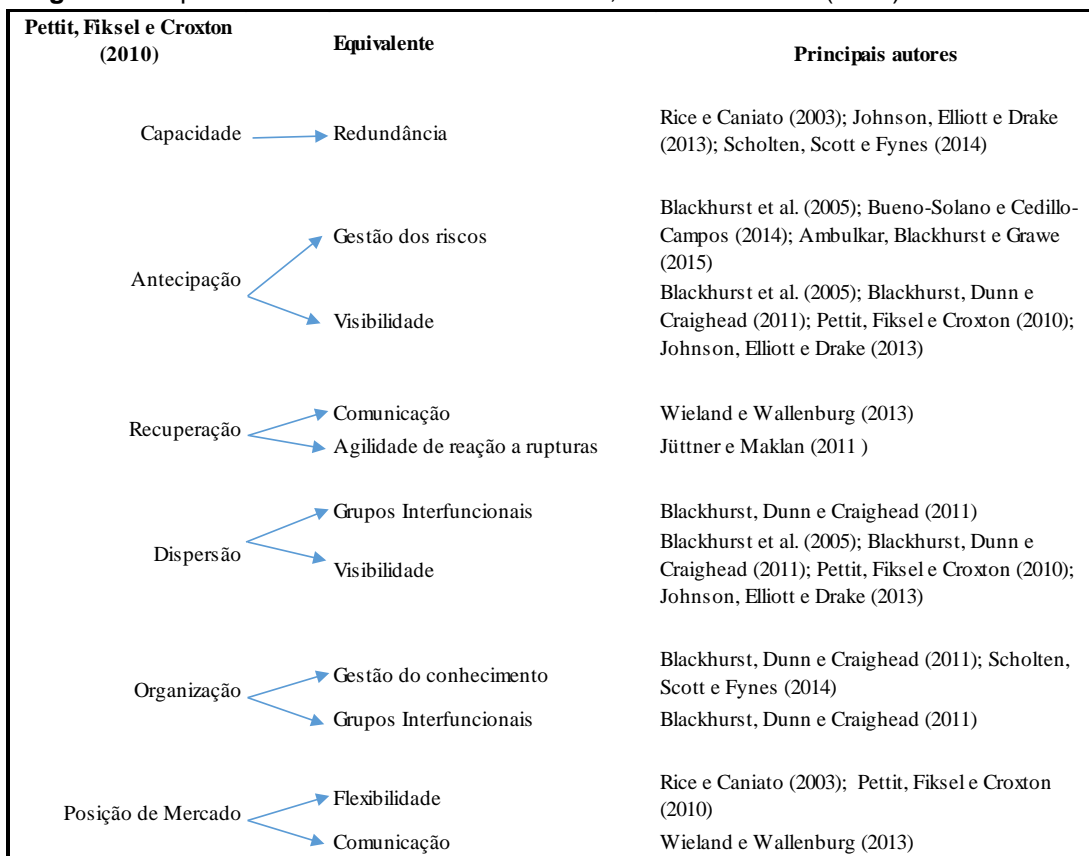 Pettit, Fiksel e Croxton (2010)
Equivalente
Principais autores
Capacidade
Redundância
Rice e Caniato (2003); Johnson, Elliott e Drake
(2013); Scholten, Scott e Fynes (2014)
Antecipação
Gestão dos riscos
Blackhurst et al. (2005); Bueno-Solano e Cedillo-
Campos (2014); Ambulkar, Blackhurst e Grawe
(2015)
Visibilidade
Blackhurst et al. (2005); Blackhurst, Dunn e
Craighead (2011); Pettit, Fiksel e Croxton (2010);
Johnson, Elliott e Drake (2013)
Recuperação
Comunicação
Wieland e Wallenburg (2013)
Agilidade de reação a rupturas
Jüttner e Maklan (2011 )
Dispersão
Grupos Interfuncionais
Blackhurst, Dunn e Craighead (2011)
Visibilidade
Blackhurst et al. (2005); Blackhurst, Dunn e
Craighead (2011); Pettit, Fiksel e Croxton (2010);
Johnson, Elliott e Drake (2013)
Organização
Gestão do conhecimento
Blackhurst, Dunn e Craighead (2011); Scholten,
Scott e Fynes (2014)
Grupos Interfuncionais
Blackhurst, Dunn e Craighead (2011)
Posição de Mercado
Flexibilidade
Rice e Caniato (2003); Pettit, Fiksel e Croxton
(2010)
Comunicação
Wieland e Wallenburg (2013)